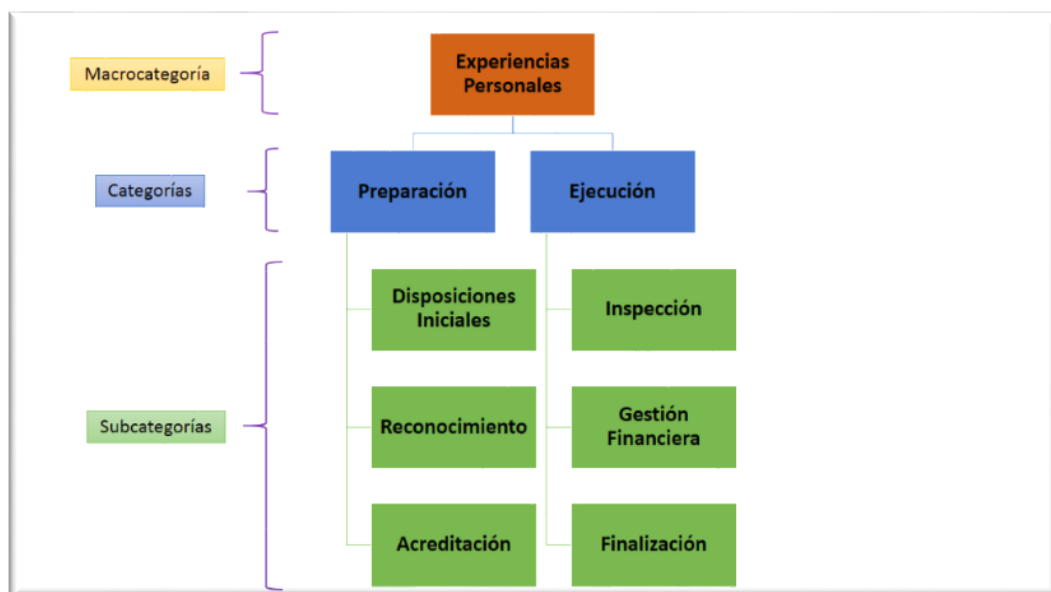 Macrocategoría
Experiencias
Personales
Categorías
Preparación
Ejecución
Subcategorías
Disposiciones
Iniciales
Inspección
Reconocimiento
Gestión
Financiera
Acreditación
Finalización